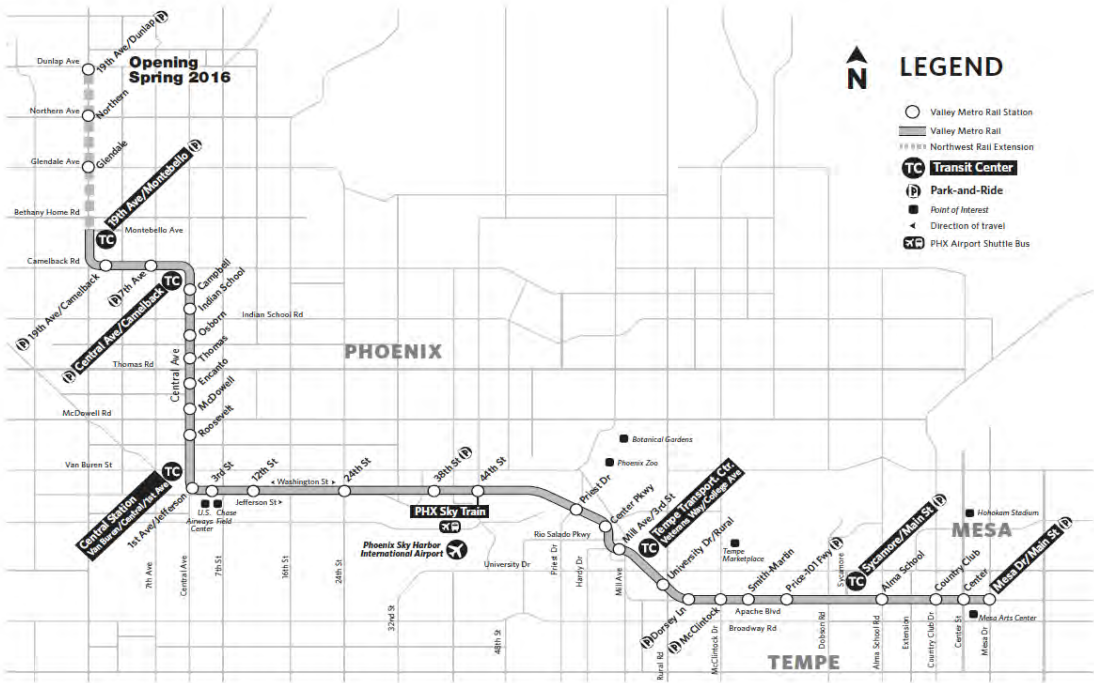 Dunlap Ave
19th Ave/Dunlap
P
Opening
Spring 2016
Northern Ave
Northern
Glendale Ave
Glendale
Bethany Home Rd
19th Ave/Montebello
P
Montebello Ave
TC
Camelback Rd
P 19th Ave/Camelback
P 7th Ave
TC
P Central Ave/Camelback
Campbell
Indian School
Indian School Rd
Osborn
Thomas
Thomas Rd
Encanto
Central Ave
McDowell
McDowell Rd
Roosevelt
PHOENIX
Van Buren St
TC
Central Station
Van Buren/Central/1st Ave
1st Ave/Jefferson
3rd St
12th St
Washington St
Jefferson St
24th St
38th St P
44th St
PHX Sky Train
U.S.
Airways
Center
Chase
Field
Phoenix Sky Harbor
International Airport
Botanical Gardens
Phoenix Zoo
Priest Dr
Center Pkwy
Mill Ave/3rd St
Rio Salado Pkwy
TC
Tempe Transport. Ctr.
Veterans Way/College Ave
University Dr/Rural
University Dr
Tempe
Marketplace
P Dorsey Ln
P McClintock
Smith-Martin
Price-101 Fwy P
Sycamore
TC
Sycamore/Main St P
Alma School
Country Club
Center
Mesa Dr/Main St P
Hohokam Stadium
MESA
Mesa Arts Center
Apache Blvd
Broadway Rd
TEMPE
7th Ave
Central Ave
7th St
16th St
24th St
32nd St
48th St
Priest Dr
Hardy Dr
Mill Ave
Rural Rd
McClintock Dr
Dobson Rd
Alma School Rd
Extension
Country Club Dr
Center St
Mesa Dr
N
LEGEND
Valley Metro Rail Station
Valley Metro Rail
Northwest Rail Extension
TC Transit Center
P Park-and-Ride
Point of Interest
Direction of travel
PHX Airport Shuttle Bus